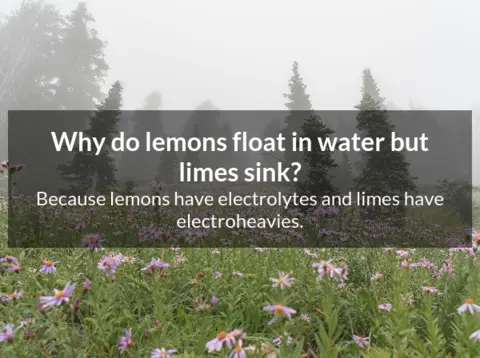 Why do lemons float in water but
limes sink?
Because lemons have electrolytes and limes have
electroheavies.